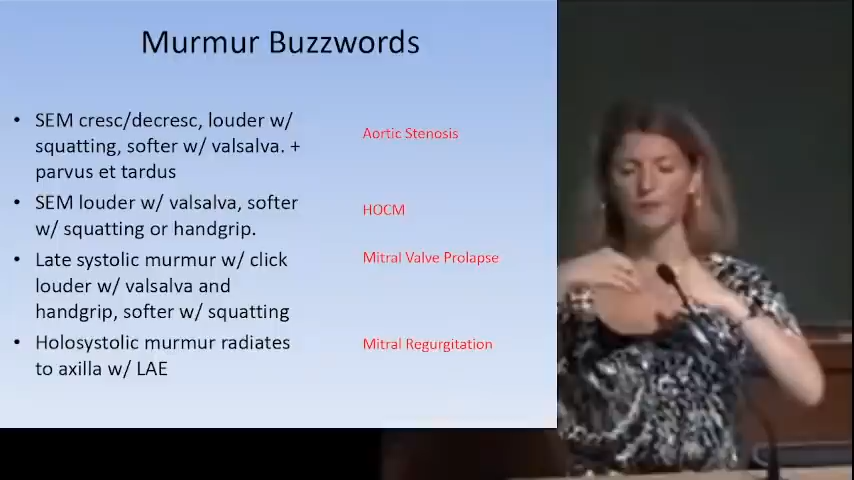 Murmur Buzzwords
• SEM cresc/decresc, louder w/
squatting, softer w/ valsalva. +
parvus et tardus
Aortic Stenosis
• SEM louder w/ valsalva, softer
w/ squatting or handgrip.
HOCM
• Late systolic murmur w/ click
louder w/ valsalva and
handgrip, softer w/ squatting
Mitral Valve Prolapse
• Holosystolic murmur radiates
to axilla w/ LAE
Mitral Regurgitation